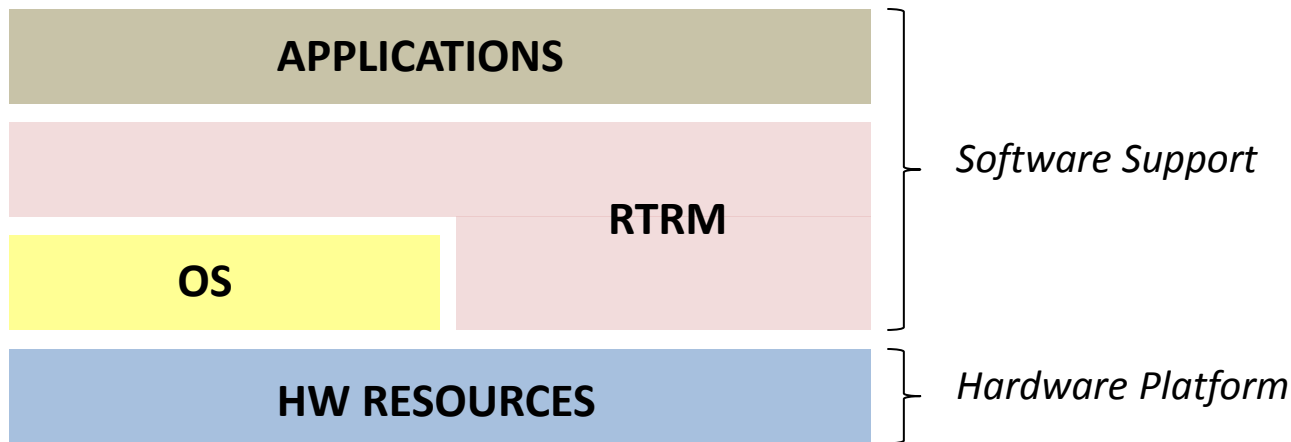 APPLICATIONS
Software Support
RTRM
OS
HW RESOURCES
Hardware Platform